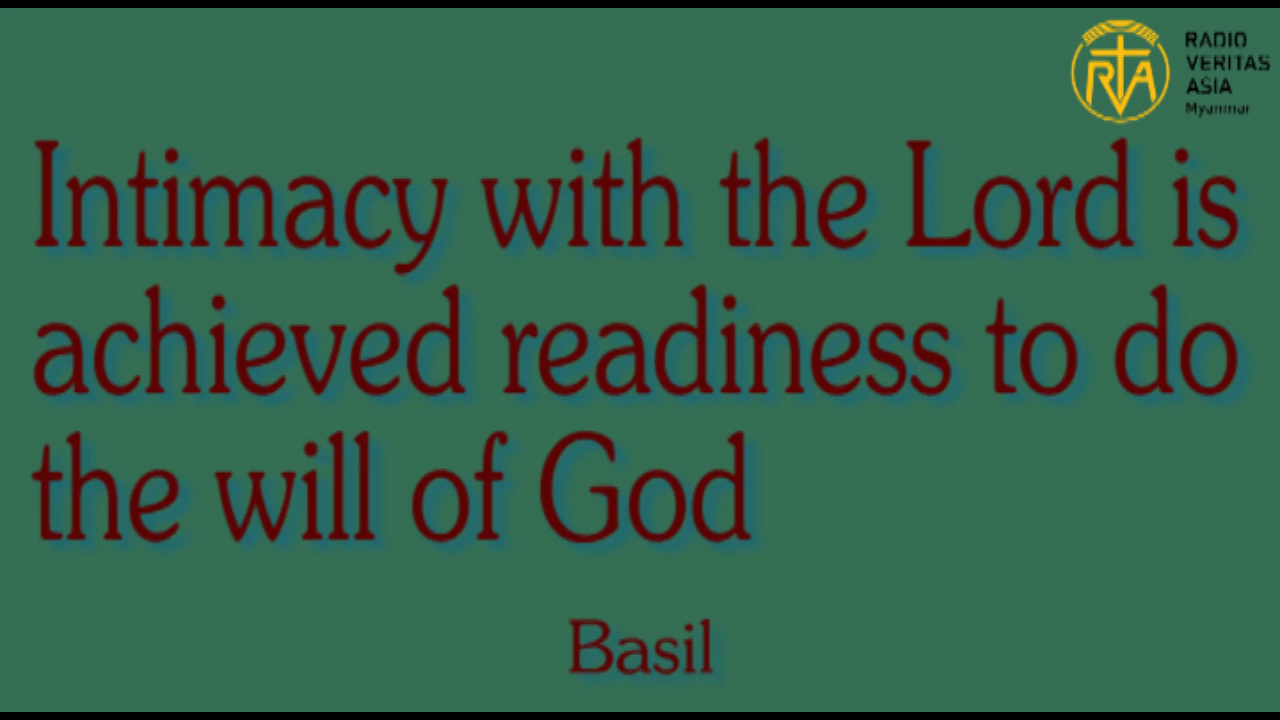 RADIO
VERITAS
ASIA
Myanmar
Intimacy with the Lord is
achieved readiness to do
the will of God
Basil